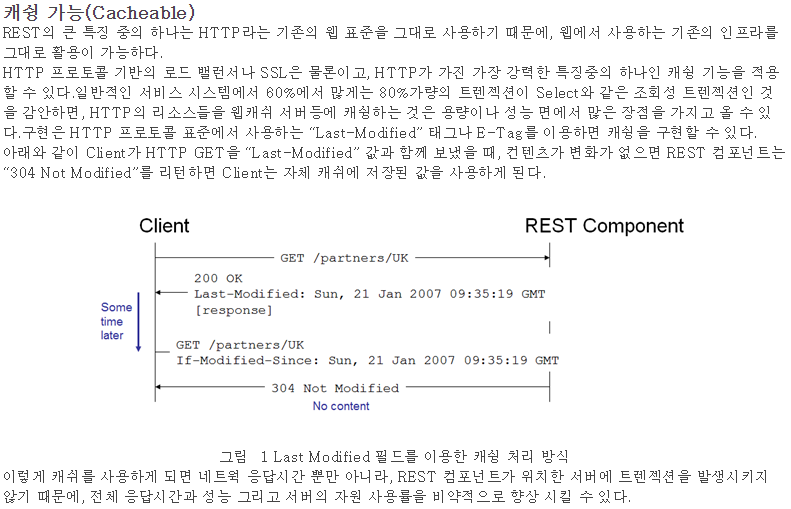 캐슁 가능(Cacheable)
REST의 큰 특징 중의 하나는 HTTP라는 기존의 웹 표준을 그대로 사용하기 때문에, 웹에서 사용하는 기존의 인프라를
그대로 활용이 가능하다.
HTTP 프로토콜 기반의 로드 밸런서나 SSL은 물론이고, HTTP가 가진 가장 강력한 특징중의 하나인 캐슁 기능을 적용
할 수 있다.일반적인 서비스 시스템에서 60%에서 많게는 80%가량의 트렌젝션이 Select와 같은 조회성 트렌젝션인 것
을 감안하면, HTTP의 리소스들을 웹캐쉬 서버등에 캐슁하는 것은 용량이나 성능 면에서 많은 장점을 가지고 올 수 있
다.구현은 HTTP 프로토콜 표준에서 사용하는 “Last-Modified” 태그나 E-Tag를 이용하면 캐슁을 구현할 수 있다.
아래와 같이 Client가 HTTP GET을 “Last-Modified” 값과 함께 보냈을 때, 컨텐츠가 변화가 없으면 REST 컴포넌트는
“304 Not Modified”를 리턴하면 Client는 자체 캐쉬에 저장된 값을 사용하게 된다.
Client
REST Component
GET /partners/UK
200 OK
Last-Modified: Sun, 21 Jan 2007 09:35:19 GMT
[response]
Some
time
later
GET /partners/UK
If-Modified-Since: Sun, 21 Jan 2007 09:35:19 GMT
304 Not Modified
No content
그림 1 Last Modified 필드를 이용한 캐슁 처리 방식
이렇게 캐쉬를 사용하게 되면 네트웍 응답시간 뿐만 아니라, REST 컴포넌트가 위치한 서버에 트렌젝션을 발생시키지
않기 때문에, 전체 응답시간과 성능 그리고 서버의 자원 사용률을 비약적으로 향상 시킬 수 있다.